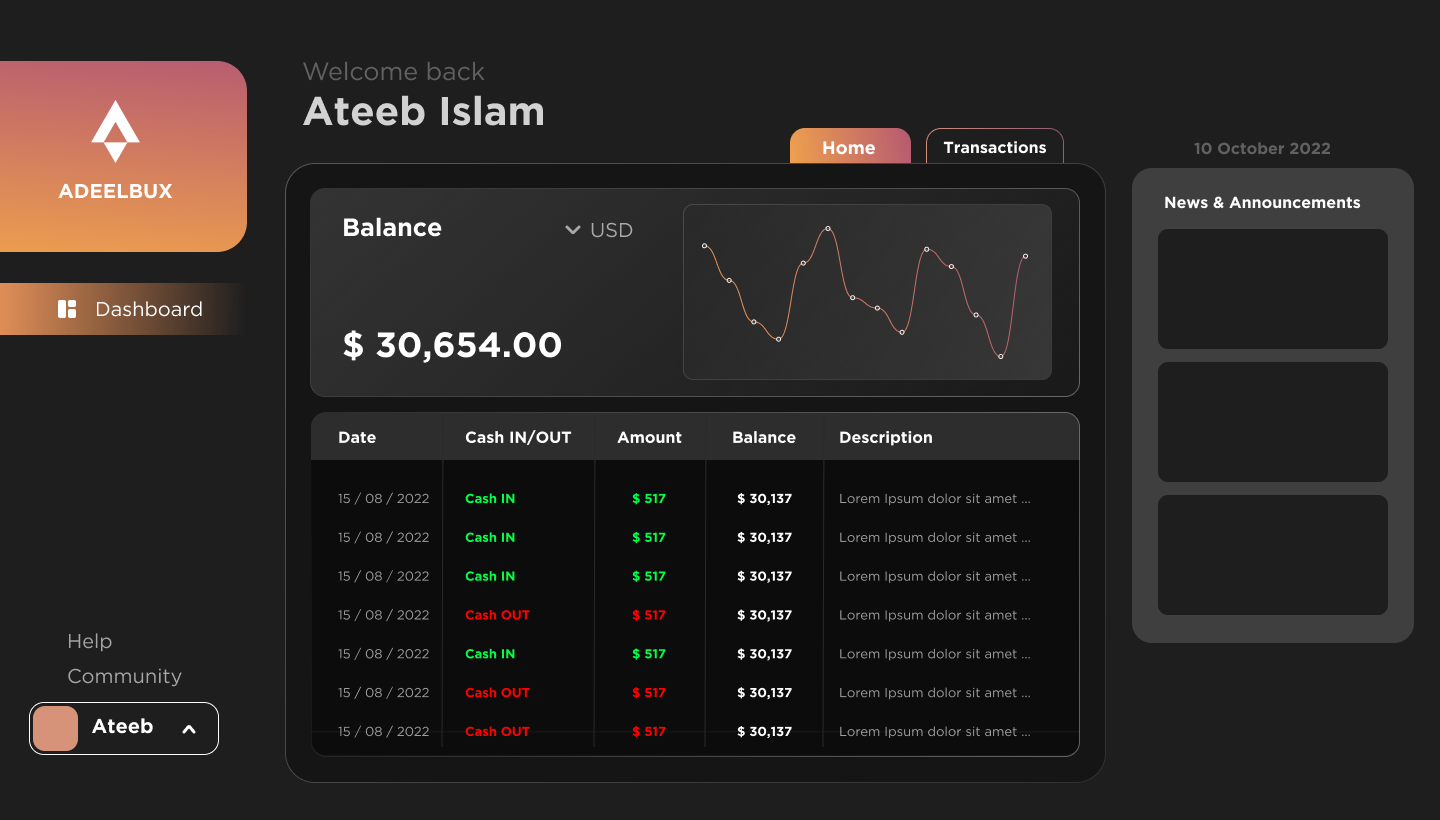 ADEELBUX
Dashboard
Help
Community
Ateeb
Welcome back
Ateeb Islam
Home
Transactions
Balance
USD
$ 30,654.00
Date Cash IN/OUT Amount Balance Description
15 / 08 / 2022 Cash IN $ 517 $ 30,137 Lorem Ipsum dolor sit amet ...
15 / 08 / 2022 Cash IN $ 517 $ 30,137 Lorem Ipsum dolor sit amet ...
15 / 08 / 2022 Cash IN $ 517 $ 30,137 Lorem Ipsum dolor sit amet ...
15 / 08 / 2022 Cash OUT $ 517 $ 30,137 Lorem Ipsum dolor sit amet ...
15 / 08 / 2022 Cash IN $ 517 $ 30,137 Lorem Ipsum dolor sit amet ...
15 / 08 / 2022 Cash OUT $ 517 $ 30,137 Lorem Ipsum dolor sit amet ...
15 / 08 / 2022 Cash OUT $ 517 $ 30,137 Lorem Ipsum dolor sit amet ...
10 October 2022
News & Announcements